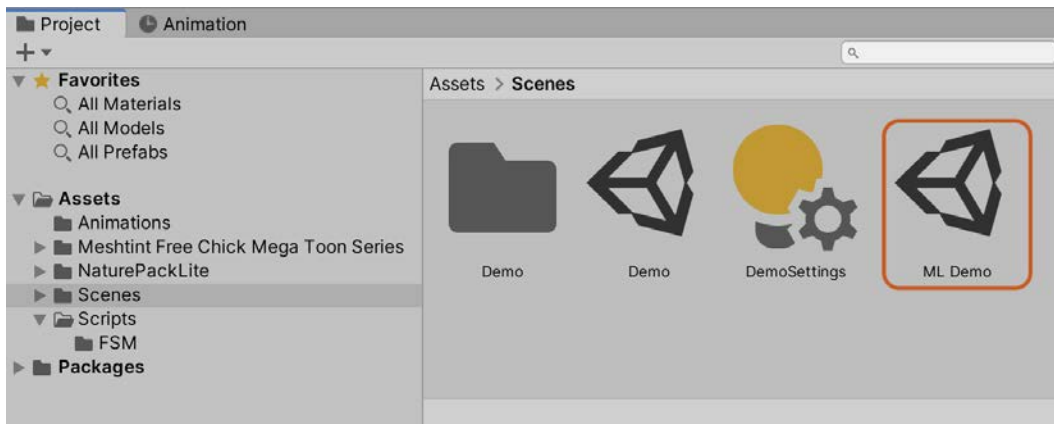 Project
Animation
Favorites
All Materials
All Models
All Prefabs
Assets
Animations
Meshtint Free Chick Mega Toon Series
NaturePackLite
Scenes
Scripts
FSM
Packages
Assets > Scenes
Demo
Demo
DemoSettings
ML Demo